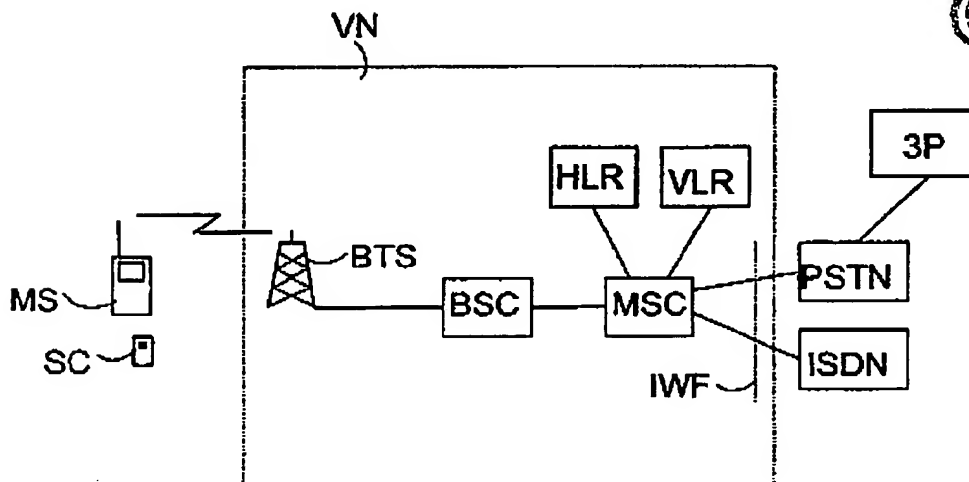 VN
3P
HLR
VLR
BTS
PSTN
MS
BSC
MSC
SC
IWF
ISDN